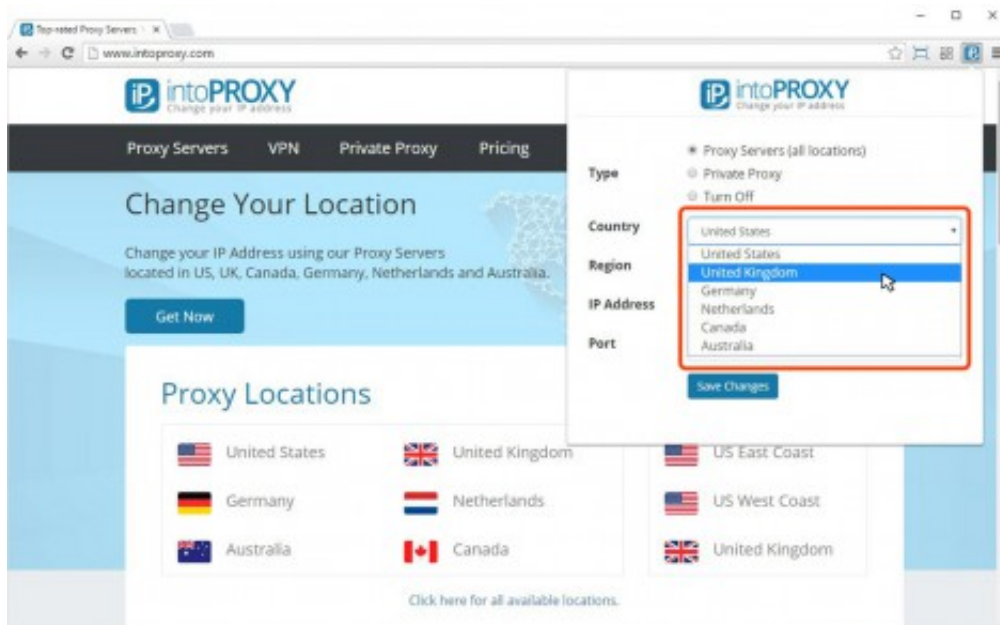 Top-rated Proxy Servers
www.intoproxy.com
iP intoPROXY
Change your IP address
Proxy Servers VPN Private Proxy Pricing
Change Your Location
Change your IP Address using our Proxy Servers
located in US, UK, Canada, Germany, Netherlands and Australia.
Get Now
Proxy Locations
United States United Kingdom US East Coast
Germany Netherlands US West Coast
Australia Canada United Kingdom
Click here for all available locations.
iP intoPROXY
Change your IP address
Type
Proxy Servers (all locations)
Private Proxy
Turn Off
Country
United States
United States
United Kingdom
Germany
Netherlands
Canada
Australia
Region
IP Address
Port
Save Changes